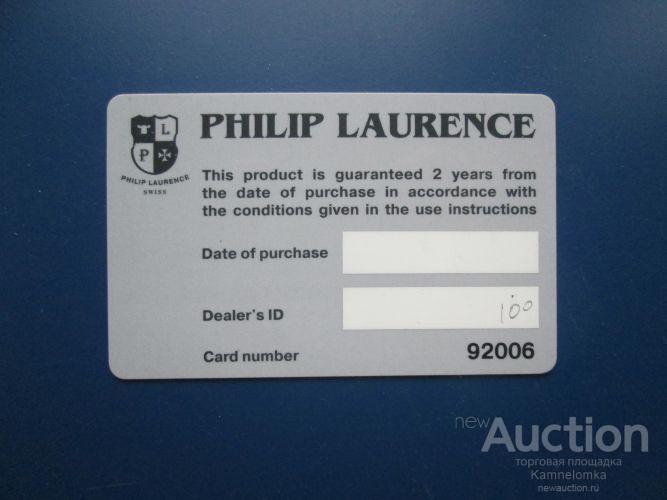 L
P
PHILIP LAURENCE
SWISS
PHILIP LAURENCE
This product is guaranteed 2 years from
the date of purchase in accordance with
the conditions given in the use instructions
Date of purchase
Dealer's ID 100
Card number 92006
newAuction
торговая площадка
Kamnelomka
newauction.ru